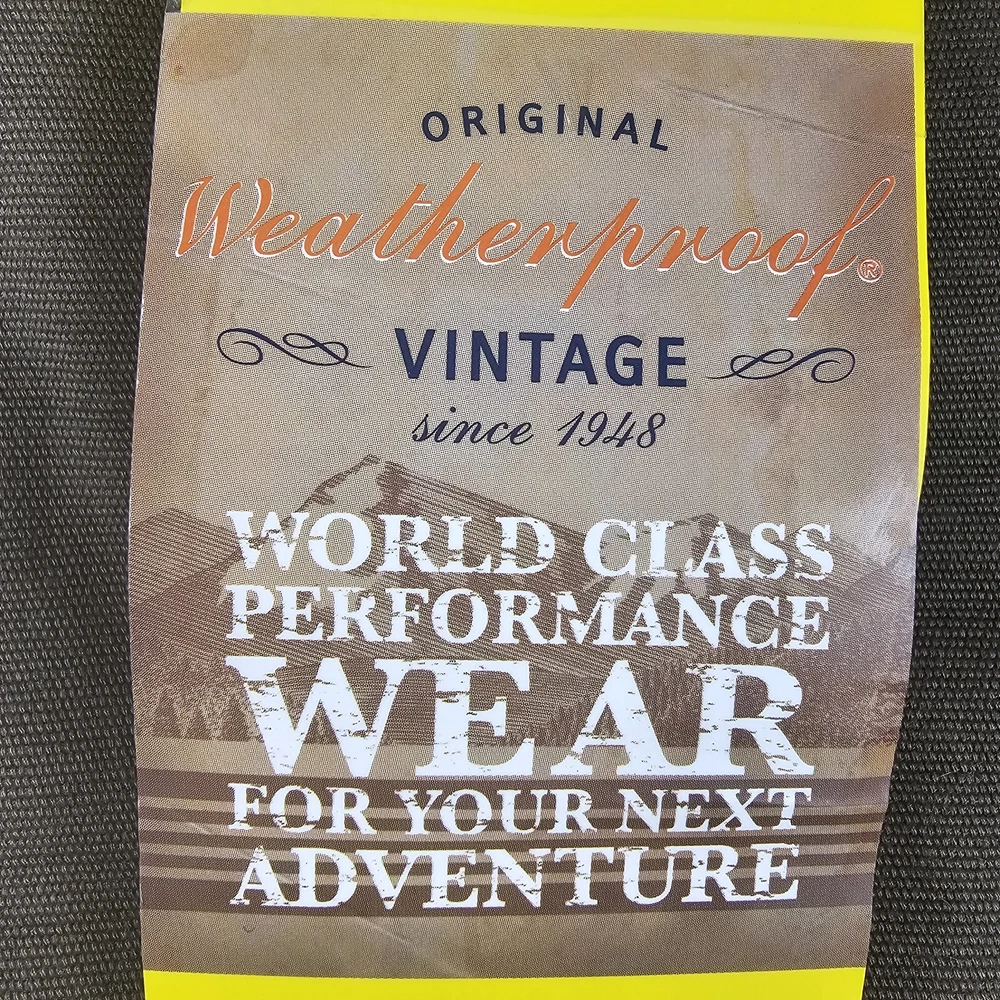 ORIGINAL
Weatherproof®
VINTAGE
since 1948
WORLD CLASS
PERFORMANCE
WEAR
FOR YOUR NEXT
ADVENTURE